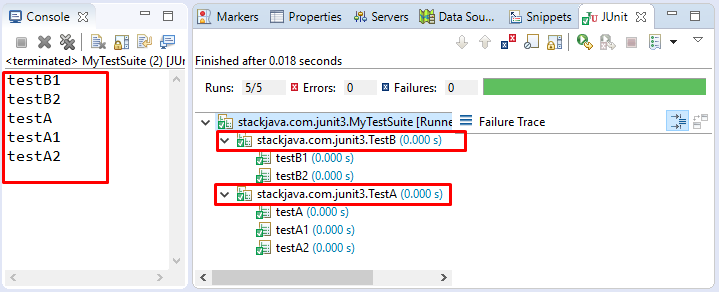 Console
<terminated> MyTestSuite (2) [JUn
testB1
testB2
testA
testA1
testA2
Markers Properties Servers Data Sou... Snippets JUnit
Finished after 0.018 seconds
Runs: 5/5 Errors: 0 Failures: 0
stackjava.com.junit3.MyTestSuite [Runne
Failure Trace
stackjava.com.junit3.TestB (0.000 s)
testB1 (0.000 s)
testB2 (0.000 s)
stackjava.com.junit3.TestA (0.000 s)
testA (0.000 s)
testA1 (0.000 s)
testA2 (0.000 s)